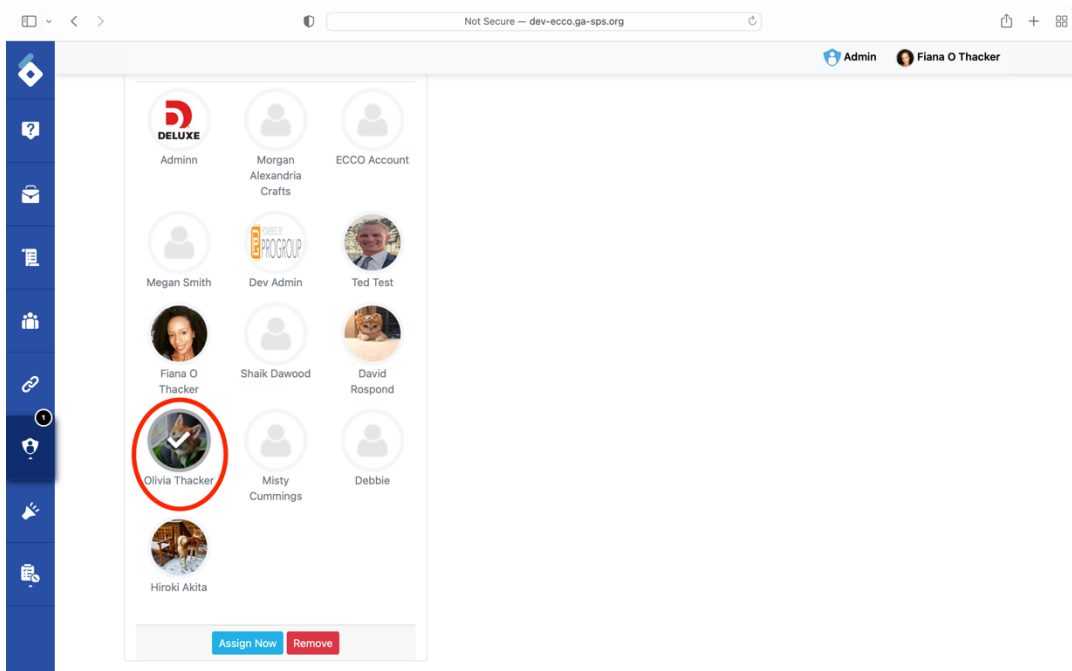 Not Secure — dev-ecco.ga-sps.org
Admin
Fiana O Thacker
DELUXE
Adminn
Morgan
Alexandria
Crafts
ECCO Account
POWERED BY
PROGROUP
Megan Smith
Dev Admin
Ted Test
Fiana O
Thacker
Shaik Dawood
David
Rospond
1
Olivia Thacker
Misty
Cummings
Debbie
Hiroki Akita
Assign Now
Remove